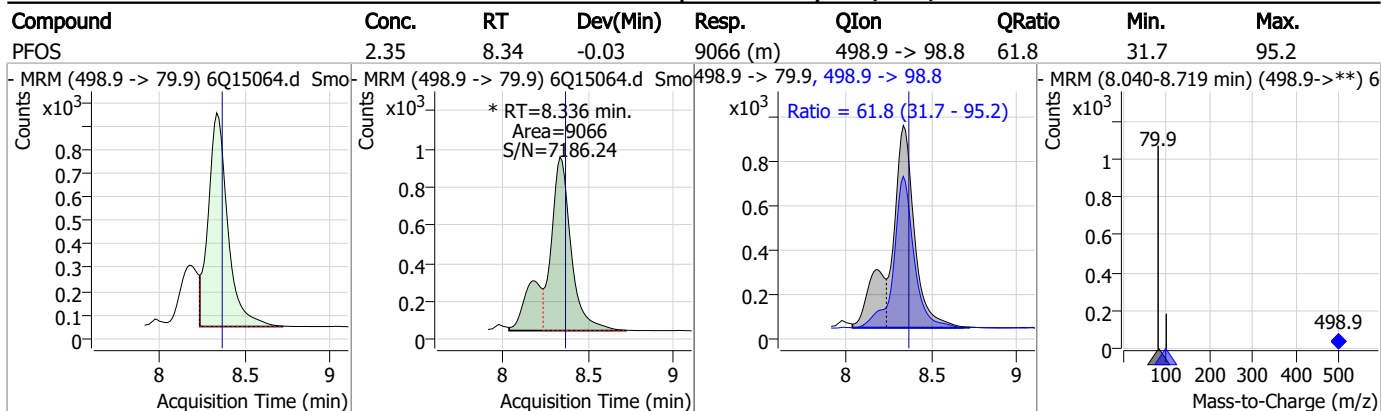 Compound Conc. RT Dev(Min) Resp. QIon QRatio Min. Max.
PFOS 2.35 8.34 -0.03 9066 (m) 498.9 -> 98.8 61.8 31.7 95.2
- MRM (498.9 -> 79.9) 6Q15064.d Smo
Counts
x10³
0.8
0.7
0.6
0.5
0.4
0.3
0.2
0.1
0
8 8.5 9
Acquisition Time (min)
- MRM (498.9 -> 79.9) 6Q15064.d Smo
Counts
x10³
* RT=8.336 min.
Area=9066
S/N=7186.24
1
0.8
0.6
0.4
0.2
0
8 8.5 9
Acquisition Time (min)
498.9 -> 79.9, 498.9 -> 98.8
x10³
Ratio = 61.8 (31.7 - 95.2)
0.8
0.6
0.4
0.2
0
8 8.5 9
Acquisition Time (min)
- MRM (8.040-8.719 min) (498.9->**) 6
Counts
x10³
79.9
1
0.8
0.6
0.4
0.2
0
498.9
100 200 300 400 500
Mass-to-Charge (m/z)